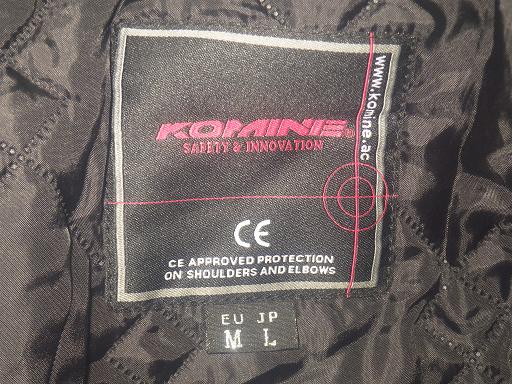 www.komine.ac
KOMINE®
SAFETY & INNOVATION
CE
CE APPROVED PROTECTION
ON SHOULDERS AND ELBOWS
EU JP
M L